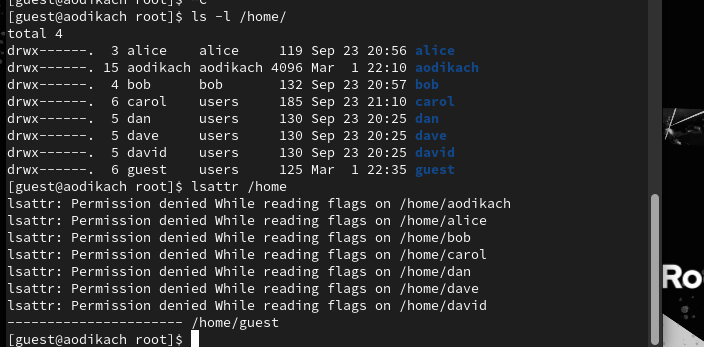 [guest@aodikach root]$ ^C
[guest@aodikach root]$ ls -l /home/
total 4
drwx------. 3 alice alice 119 Sep 23 20:56 alice
drwx------. 15 aodikach aodikach 4096 Mar 1 22:10 aodikach
drwx------. 4 bob bob 132 Sep 23 20:57 bob
drwx------. 6 carol users 185 Sep 23 21:10 carol
drwx------. 5 dan users 130 Sep 23 20:25 dan
drwx------. 5 dave users 130 Sep 23 20:25 dave
drwx------. 5 david users 130 Sep 23 20:25 david
drwx------. 6 guest users 125 Mar 1 22:35 guest
[guest@aodikach root]$ lsattr /home
lsattr: Permission denied While reading flags on /home/aodikach
lsattr: Permission denied While reading flags on /home/alice
lsattr: Permission denied While reading flags on /home/bob
lsattr: Permission denied While reading flags on /home/carol
lsattr: Permission denied While reading flags on /home/dan
lsattr: Permission denied While reading flags on /home/dave
lsattr: Permission denied While reading flags on /home/david
---------------------- /home/guest
[guest@aodikach root]$
Ro